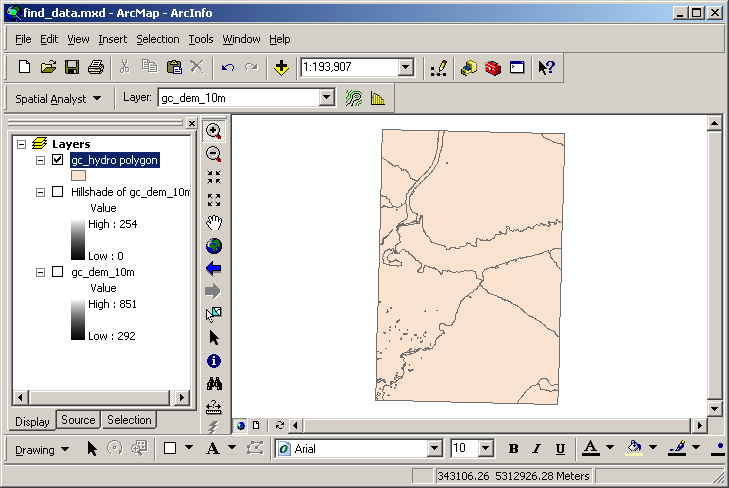 find_data.mxd - ArcMap - ArcInfo
File Edit View Insert Selection Tools Window Help
1:193,907
Spatial Analyst Layer: gc_dem_10m
Layers
gc_hydro polygon
Hillshade of gc_dem_10m
Value
High : 254
Low : 0
gc_dem_10m
Value
High : 851
Low : 292
Display Source Selection
Drawing A Arial 10 B I U A
343106.26 5312926.28 Meters